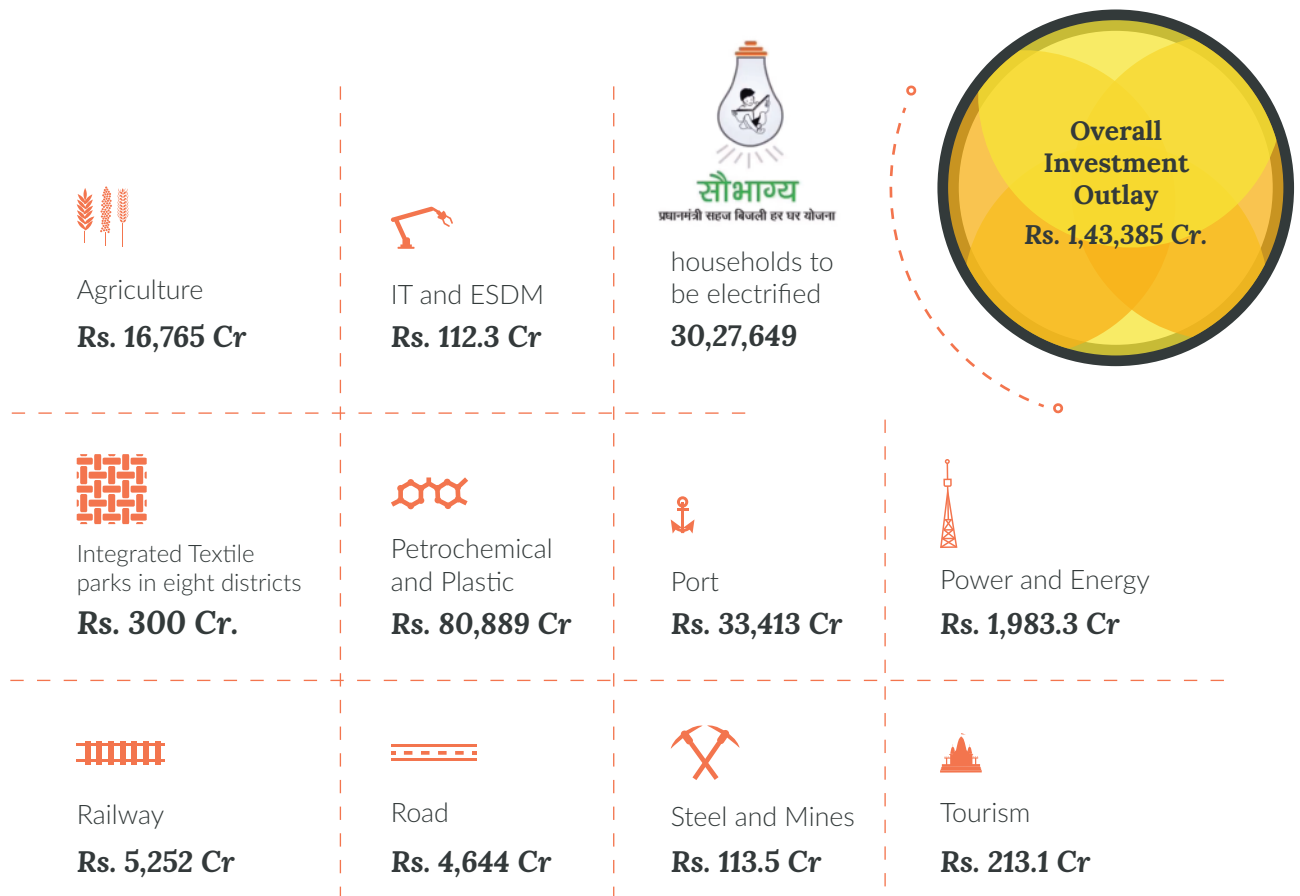 Overall
Investment
Outlay
Rs. 1,43,385 Cr.
Agriculture
Rs. 16,765 Cr
IT and ESDM
Rs. 112.3 Cr
सौभाग्य
प्रधानमंत्री सहज बिजली हर घर योजना
households to
be electrified
30,27,649
Integrated Textile
parks in eight districts
Rs. 300 Cr.
Petrochemical
and Plastic
Rs. 80,889 Cr
Port
Rs. 33,413 Cr
Power and Energy
Rs. 1,983.3 Cr
Railway
Rs. 5,252 Cr
Road
Rs. 4,644 Cr
Steel and Mines
Rs. 113.5 Cr
Tourism
Rs. 213.1 Cr